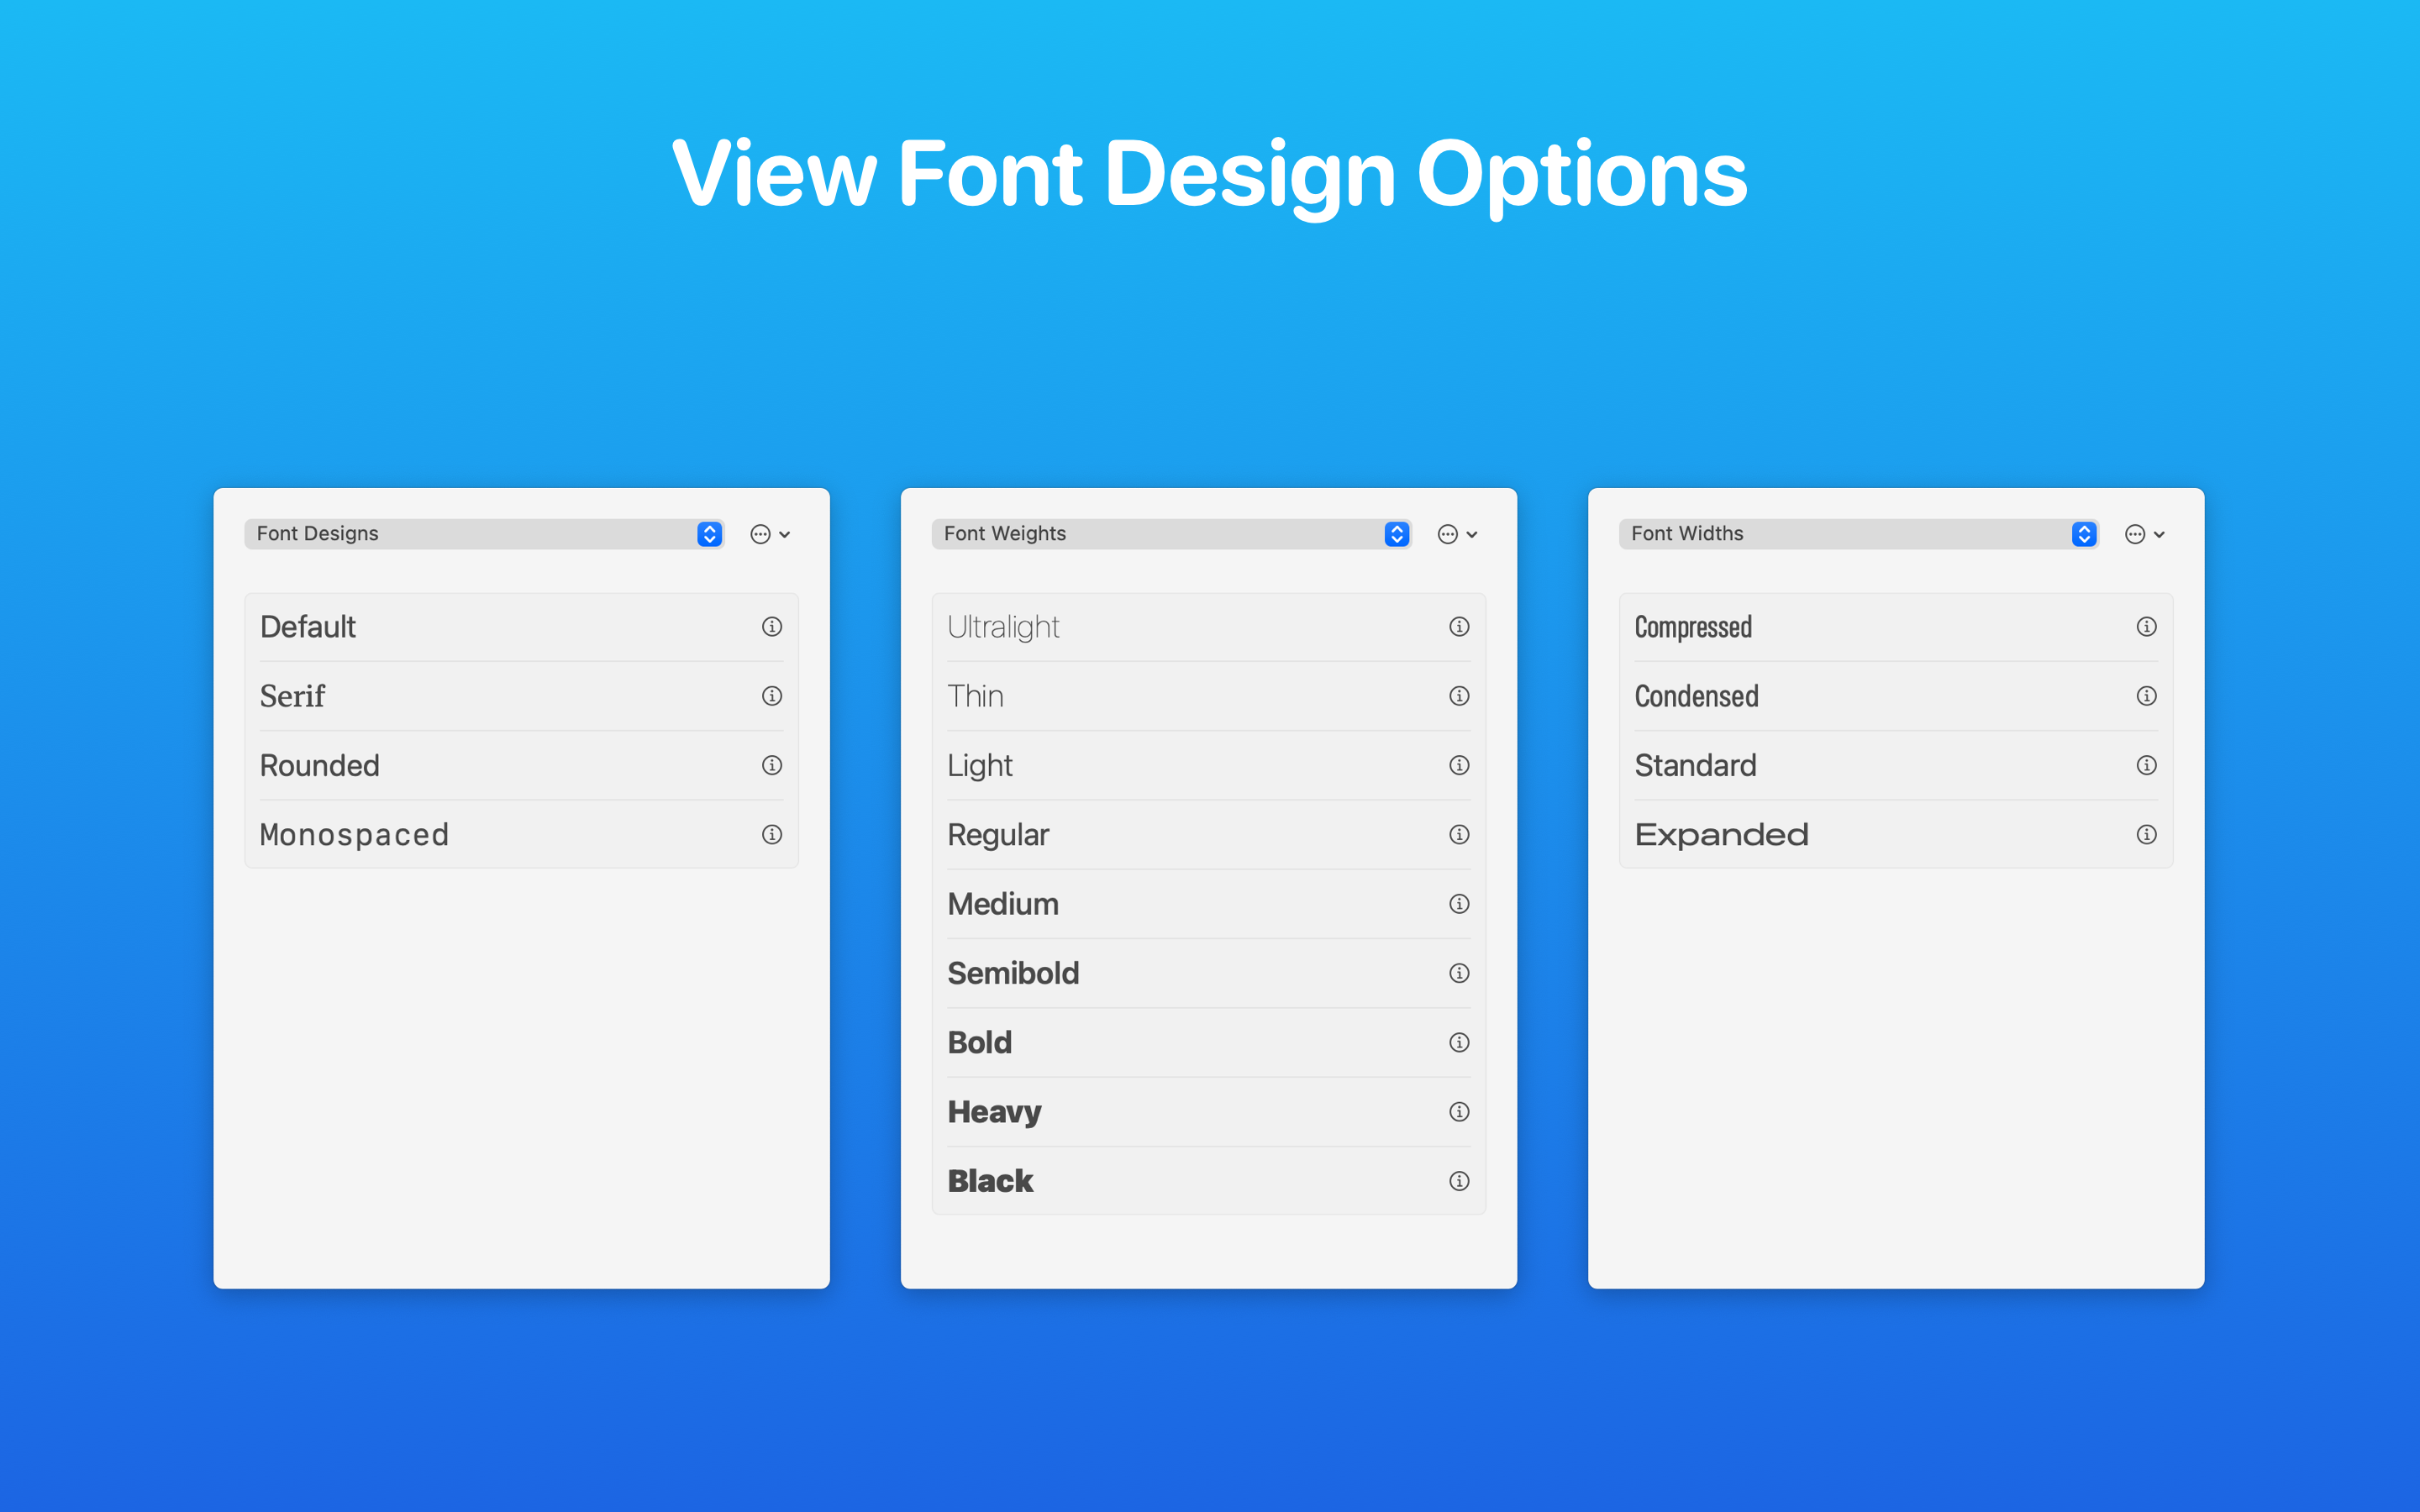 View Font Design Options
Font Designs
Default
Serif
Rounded
Monospaced
Font Weights
Ultralight
Thin
Light
Regular
Medium
Semibold
Bold
Heavy
Black
Font Widths
Compressed
Condensed
Standard
Expanded